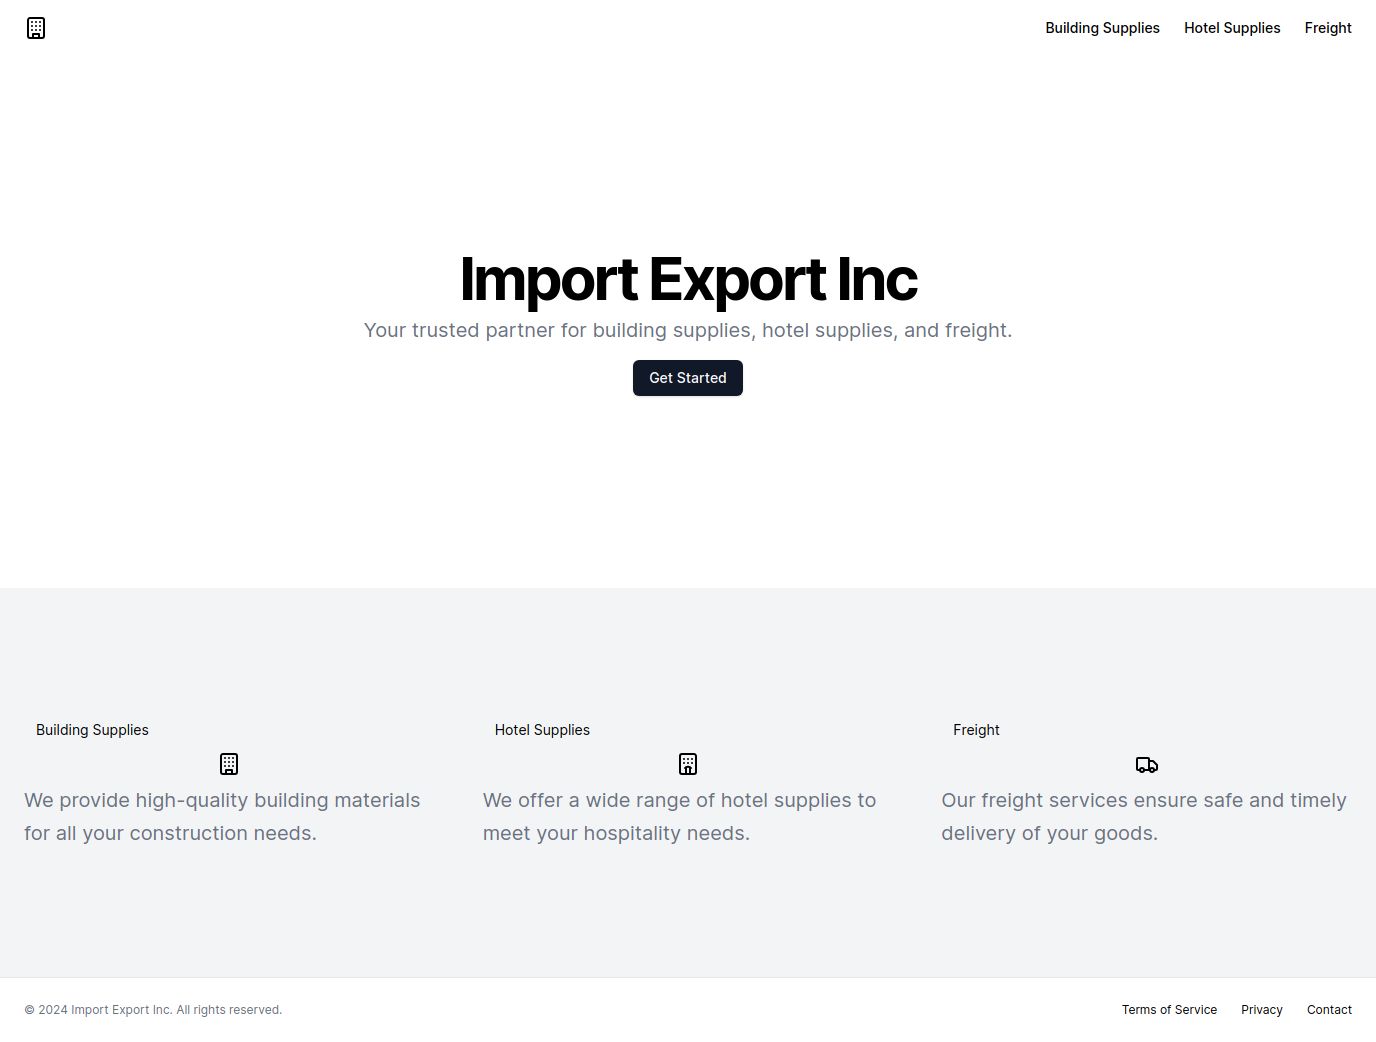 Building Supplies Hotel Supplies Freight
Import Export Inc
Your trusted partner for building supplies, hotel supplies, and freight.
Get Started
Building Supplies
We provide high-quality building materials
for all your construction needs.
Hotel Supplies
We offer a wide range of hotel supplies to
meet your hospitality needs.
Freight
Our freight services ensure safe and timely
delivery of your goods.
© 2024 Import Export Inc. All rights reserved.
Terms of Service Privacy Contact